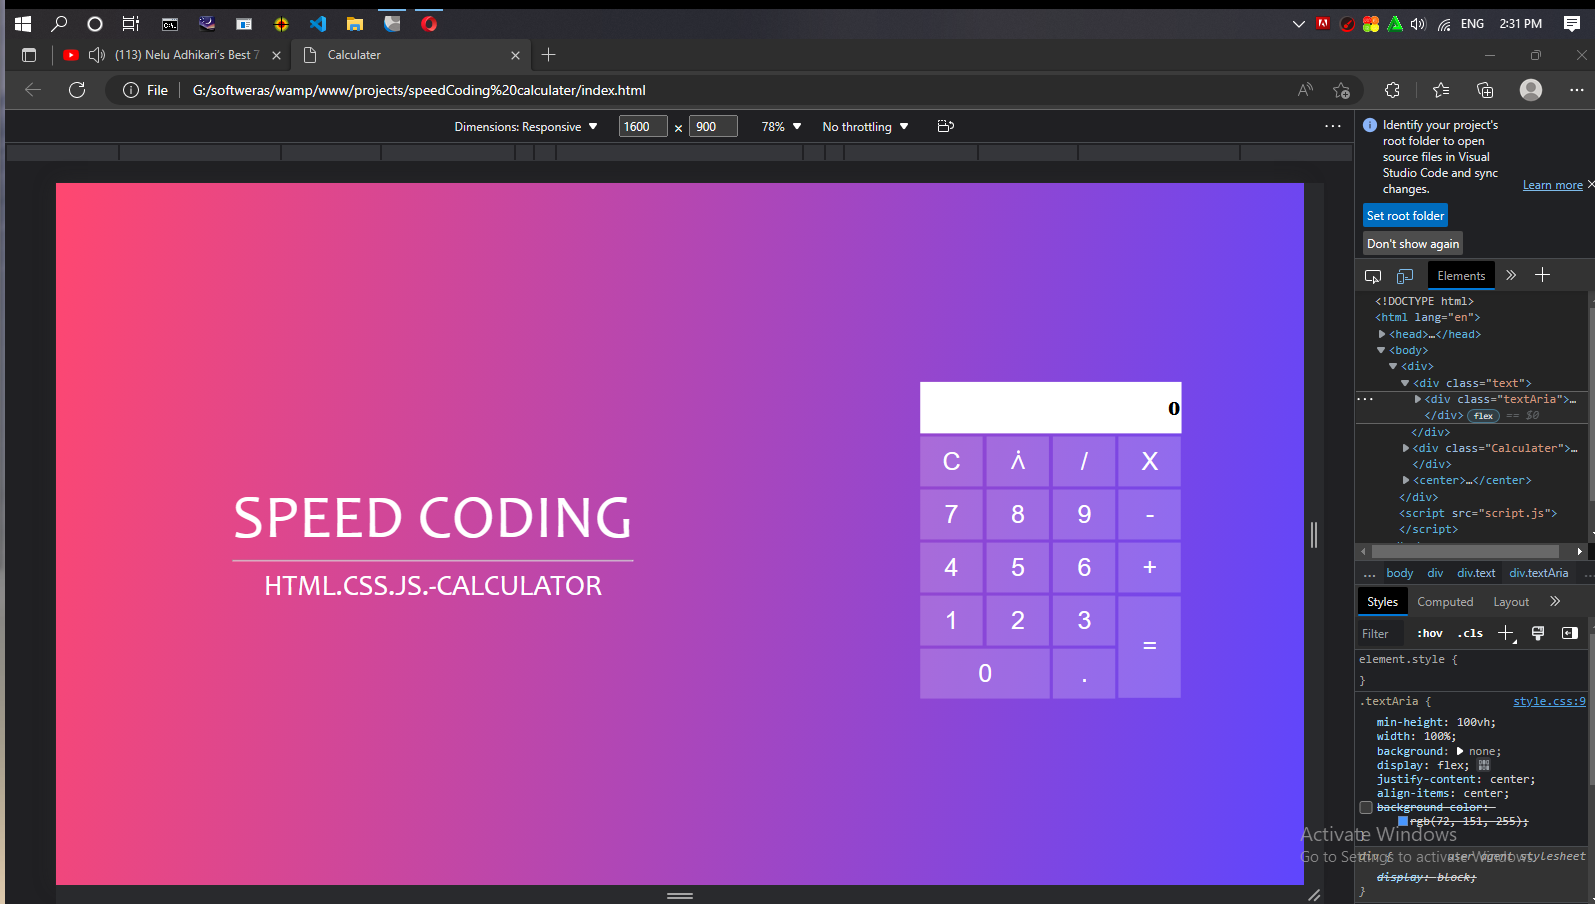 ENG 2:31 PM
(113) Nelu Adhikari's Best 7
Calculater
File G:/softweras/wamp/www/projects/speedCoding%20calculater/index.html
Dimensions: Responsive 1600 x 900 78% No throttling
Identify your project's
root folder to open
source files in Visual
Studio Code and sync
changes.
Learn more
Set root folder
Don't show again
Elements
<!DOCTYPE html>
<html lang="en">
<head>…</head>
<body>
<div>
<div class="text">
<div class="textAria">…
</div> flex == $0
</div>
<div class="Calculater">…
</div>
<center>…</center>
</div>
<script src="script.js">
</script>
... body div div.text div.textAria
Styles Computed Layout
Filter :hov .cls
element.style {
}
.textAria { style.css:9
min-height: 100vh;
width: 100%;
background: none;
display: flex;
justify-content: center;
align-items: center;
background-color:
rgb(72, 151, 255);
}
div { user agent stylesheet
display: block;
}
SPEED CODING
HTML.CSS.JS.-CALCULATOR
0
C /\ / X
7 8 9 -
4 5 6 +
1 2 3 =
0 .
Activate Windows
Go to Settings to activate Windows.